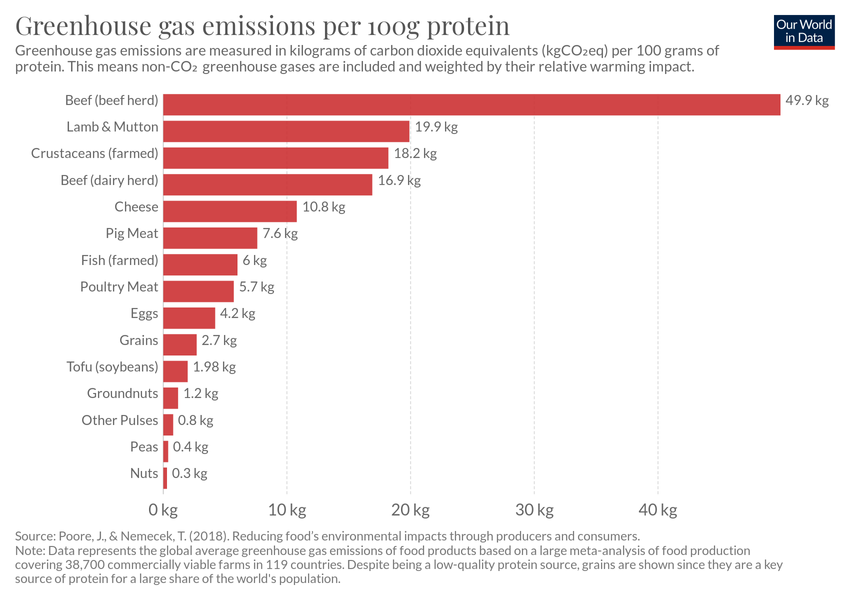 Greenhouse gas emissions per 100g protein
Our World
in Data
Greenhouse gas emissions are measured in kilograms of carbon dioxide equivalents (kgCO₂eq) per 100 grams of
protein. This means non-CO₂ greenhouse gases are included and weighted by their relative warming impact.
Beef (beef herd) 49.9 kg
Lamb & Mutton 19.9 kg
Crustaceans (farmed) 18.2 kg
Beef (dairy herd) 16.9 kg
Cheese 10.8 kg
Pig Meat 7.6 kg
Fish (farmed) 6 kg
Poultry Meat 5.7 kg
Eggs 4.2 kg
Grains 2.7 kg
Tofu (soybeans) 1.98 kg
Groundnuts 1.2 kg
Other Pulses 0.8 kg
Peas 0.4 kg
Nuts 0.3 kg
0 kg 10 kg 20 kg 30 kg 40 kg
Source: Poore, J., & Nemecek, T. (2018). Reducing food's environmental impacts through producers and consumers.
Note: Data represents the global average greenhouse gas emissions of food products based on a large meta-analysis of food production
covering 38,700 commercially viable farms in 119 countries. Despite being a low-quality protein source, grains are shown since they are a key
source of protein for a large share of the world's population.